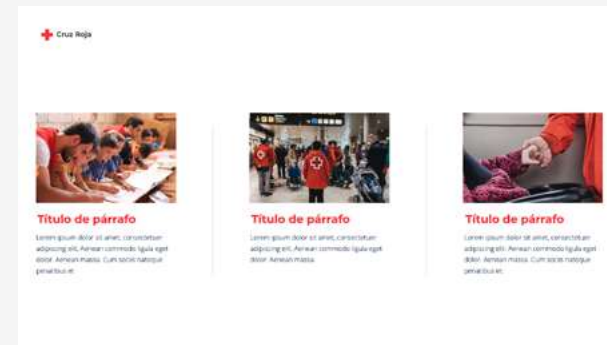 Cruz Roja
Título de párrafo
Lorem ipsum dolor sit amet, consectetuer
adipiscing elit. Aenean commodo ligula eget
dolor. Aenean massa. Cum sociis natoque
penatibus et
Título de párrafo
Lorem ipsum dolor sit amet, consectetuer
adipiscing elit. Aenean commodo ligula eget
dolor. Aenean massa.
Título de párrafo
Lorem ipsum dolor sit amet, consectetuer
adipiscing elit. Aenean commodo ligula eget
dolor. Aenean massa. Cum sociis natoque
penatibus et